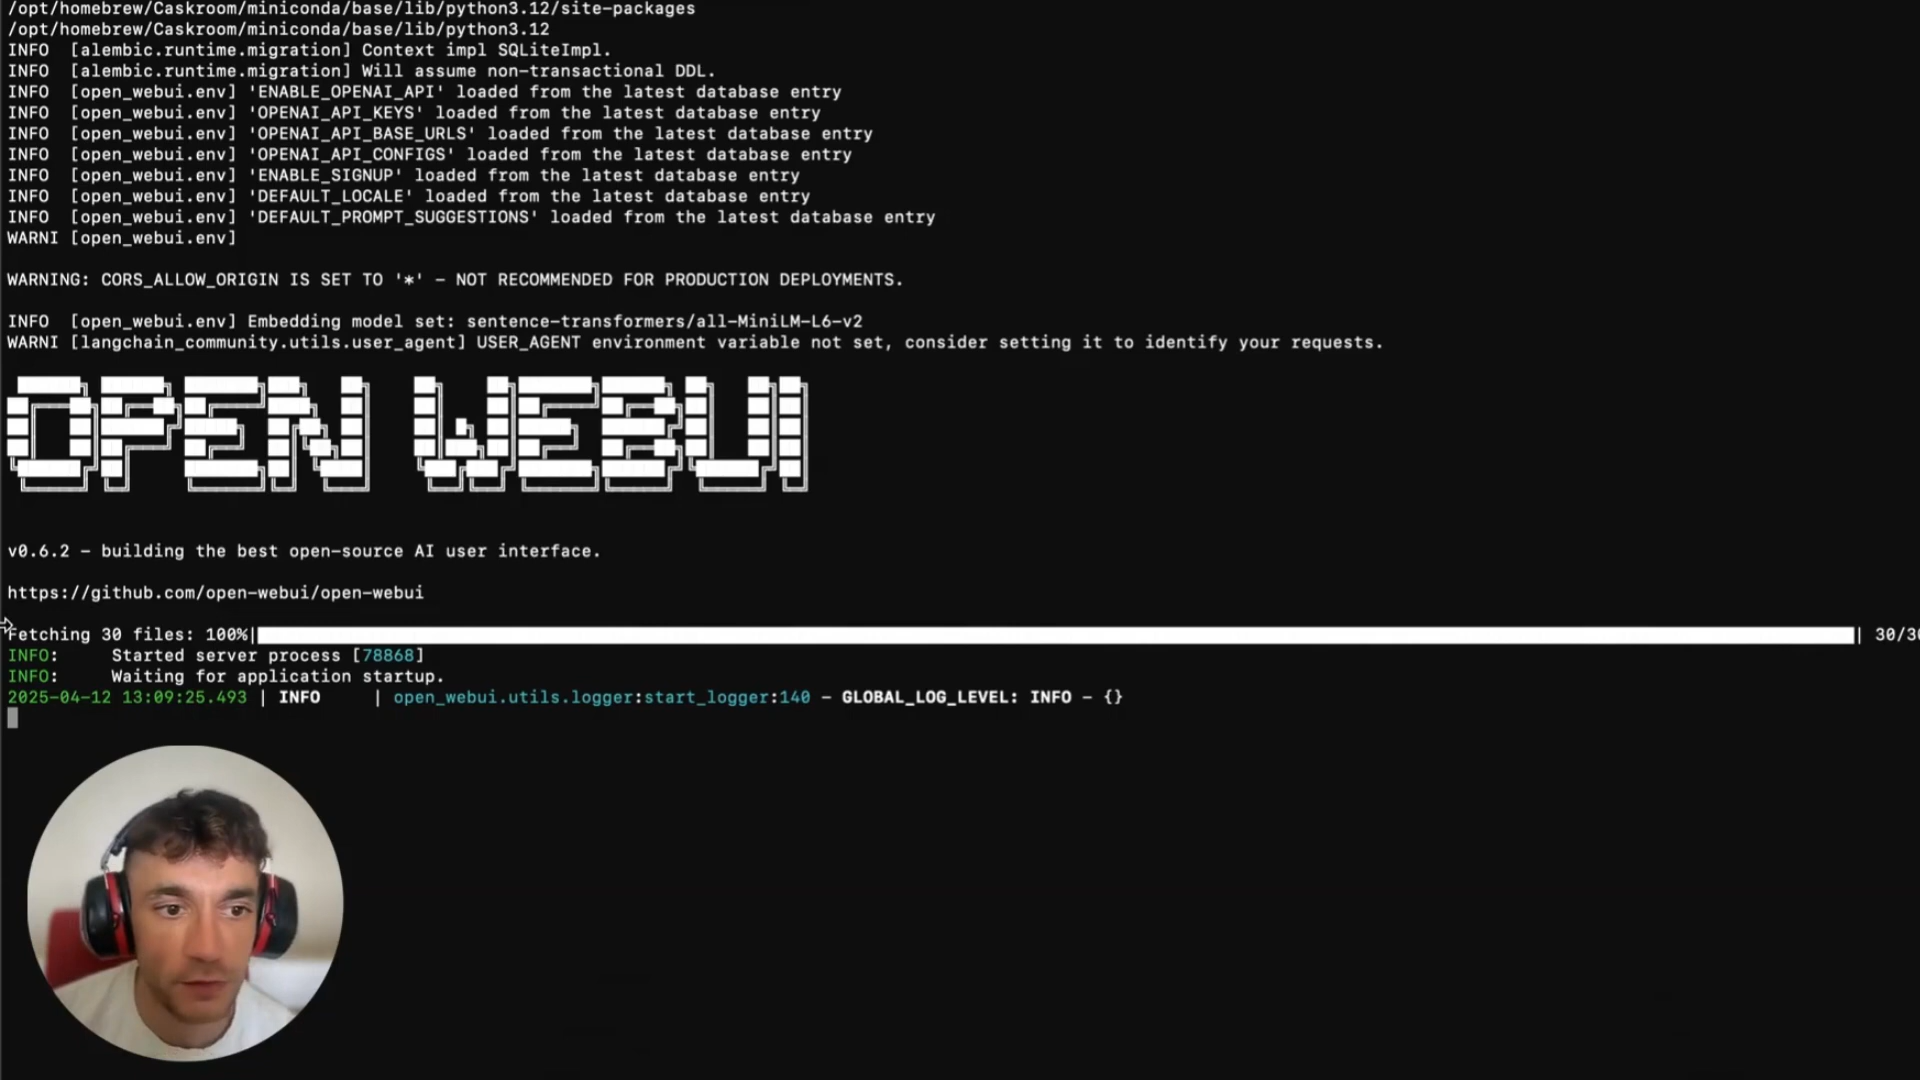 /opt/homebrew/Caskroom/miniconda/base/lib/python3.12/site-packages
/opt/homebrew/Caskroom/miniconda/base/lib/python3.12
INFO  [alembic.runtime.migration] Context impl SQLiteImpl.
INFO  [alembic.runtime.migration] Will assume non-transactional DDL.
INFO  [open_webui.env] 'ENABLE_OPENAI_API' loaded from the latest database entry
INFO  [open_webui.env] 'OPENAI_API_KEYS' loaded from the latest database entry
INFO  [open_webui.env] 'OPENAI_API_BASE_URLS' loaded from the latest database entry
INFO  [open_webui.env] 'OPENAI_API_CONFIGS' loaded from the latest database entry
INFO  [open_webui.env] 'ENABLE_SIGNUP' loaded from the latest database entry
INFO  [open_webui.env] 'DEFAULT_LOCALE' loaded from the latest database entry
INFO  [open_webui.env] 'DEFAULT_PROMPT_SUGGESTIONS' loaded from the latest database entry
WARNI [open_webui.env]
WARNING: CORS_ALLOW_ORIGIN IS SET TO '*' - NOT RECOMMENDED FOR PRODUCTION DEPLOYMENTS.
INFO  [open_webui.env] Embedding model set: sentence-transformers/all-MiniLM-L6-v2
WARNI [langchain_community.utils.user_agent] USER_AGENT environment variable not set, consider setting it to identify your requests.
OPEN WEBUI
v0.6.2 - building the best open-source AI user interface.
https://github.com/open-webui/open-webui
Fetching 30 files: 100%| | 30/30
INFO:     Started server process [78868]
INFO:     Waiting for application startup.
2025-04-12 13:09:25.493 | INFO     | open_webui.utils.logger:start_logger:140 - GLOBAL_LOG_LEVEL: INFO - {}